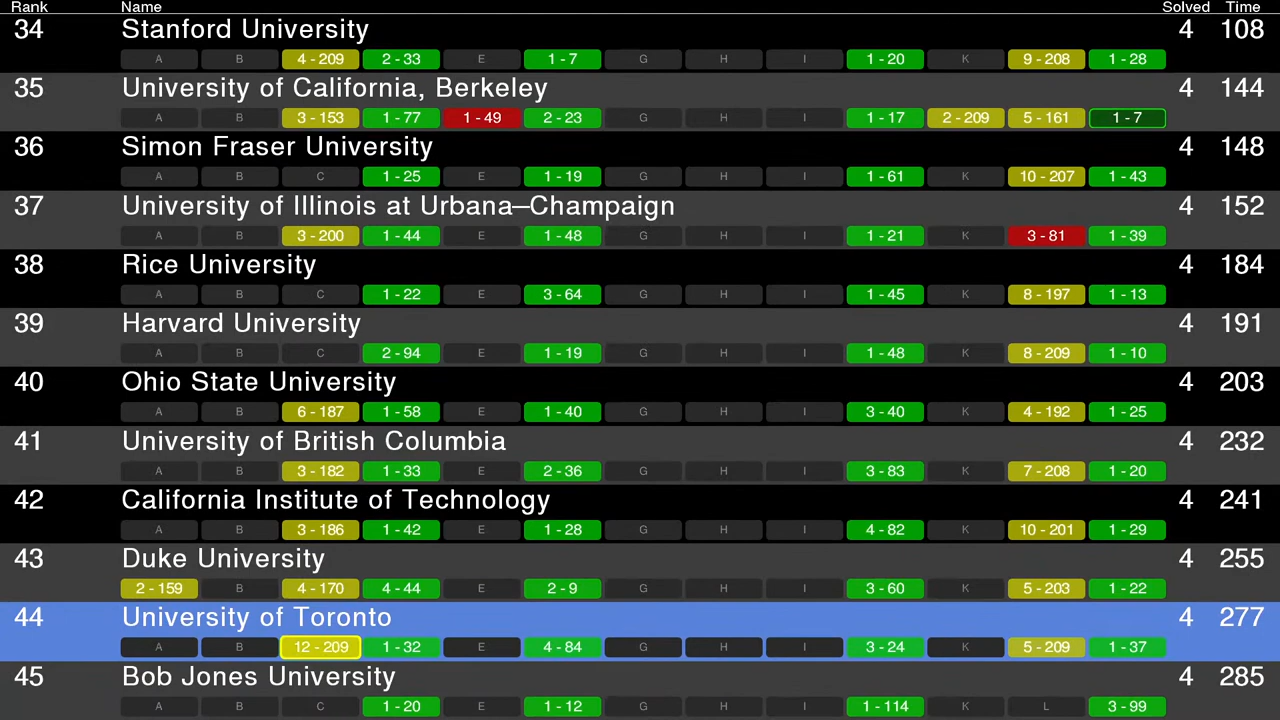 Rank Name Solved Time
34 Stanford University 4 108
A B 4 - 209 2 - 33 E 1 - 7 G H I 1 - 20 K 9 - 208 1 - 28
35 University of California, Berkeley 4 144
A B 3 - 153 1 - 77 1 - 49 2 - 23 G H I 1 - 17 2 - 209 5 - 161 1 - 7
36 Simon Fraser University 4 148
A B C 1 - 25 E 1 - 19 G H I 1 - 61 K 10 - 207 1 - 43
37 University of Illinois at Urbana–Champaign 4 152
A B 3 - 200 1 - 44 E 1 - 48 G H I 1 - 21 K 3 - 81 1 - 39
38 Rice University 4 184
A B C 1 - 22 E 3 - 64 G H I 1 - 45 K 8 - 197 1 - 13
39 Harvard University 4 191
A B C 2 - 94 E 1 - 19 G H I 1 - 48 K 8 - 209 1 - 10
40 Ohio State University 4 203
A B 6 - 187 1 - 58 E 1 - 40 G H I 3 - 40 K 4 - 192 1 - 25
41 University of British Columbia 4 232
A B 3 - 182 1 - 33 E 2 - 36 G H I 3 - 83 K 7 - 208 1 - 20
42 California Institute of Technology 4 241
A B 3 - 186 1 - 42 E 1 - 28 G H I 4 - 82 K 10 - 201 1 - 29
43 Duke University 4 255
2 - 159 B 4 - 170 4 - 44 E 2 - 9 G H I 3 - 60 K 5 - 203 1 - 22
44 University of Toronto 4 277
A B 12 - 209 1 - 32 E 4 - 84 G H I 3 - 24 K 5 - 209 1 - 37
45 Bob Jones University 4 285
A B C 1 - 20 E 1 - 12 G H I 1 - 114 K L 3 - 99